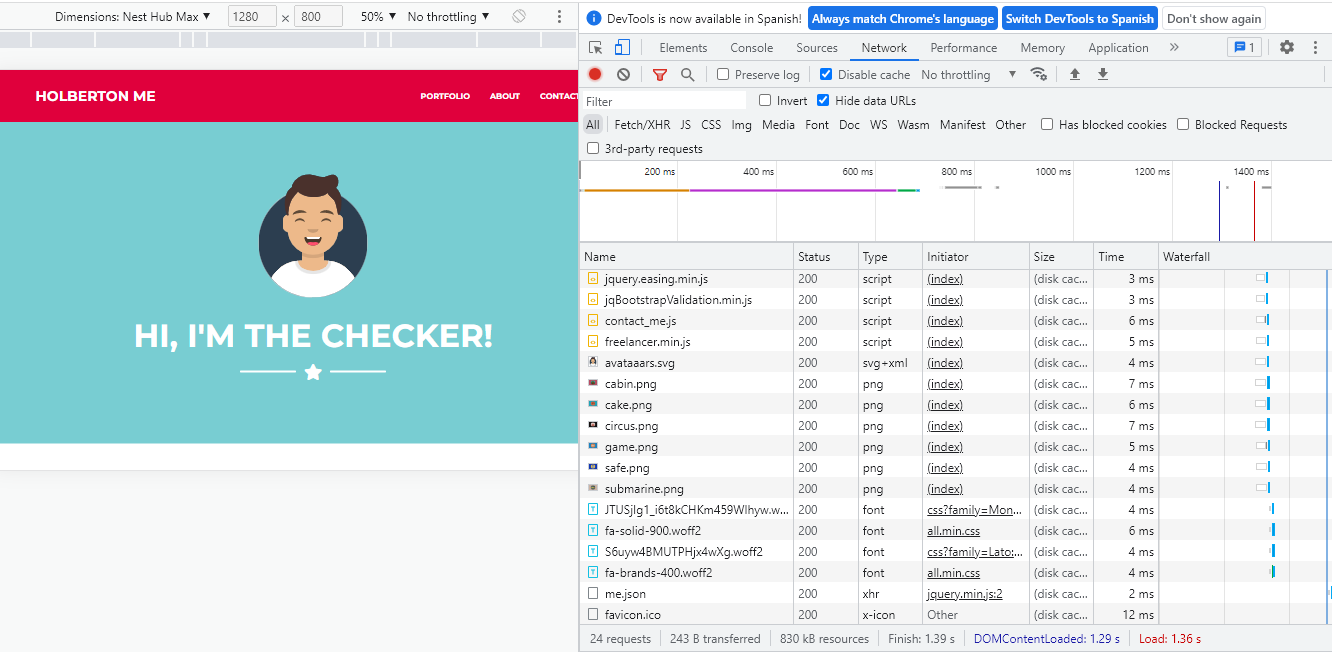 Dimensions: Nest Hub Max ▼ 1280 × 800 50% ▼ No throttling ▼
HOLBERTON ME PORTFOLIO ABOUT CONTACT
HI, I'M THE CHECKER!
DevTools is now available in Spanish! Always match Chrome's language Switch DevTools to Spanish Don't show again
Elements Console Sources Network Performance Memory Application » 1
Preserve log Disable cache No throttling ▼
Filter Invert Hide data URLs
All Fetch/XHR JS CSS Img Media Font Doc WS Wasm Manifest Other Has blocked cookies Blocked Requests
3rd-party requests
200 ms 400 ms 600 ms 800 ms 1000 ms 1200 ms 1400 ms
Name Status Type Initiator Size Time Waterfall
jquery.easing.min.js 200 script (index) (disk cac... 3 ms
jqBootstrapValidation.min.js 200 script (index) (disk cac... 3 ms
contact_me.js 200 script (index) (disk cac... 6 ms
freelancer.min.js 200 script (index) (disk cac... 5 ms
avataaars.svg 200 svg+xml (index) (disk cac... 4 ms
cabin.png 200 png (index) (disk cac... 7 ms
cake.png 200 png (index) (disk cac... 6 ms
circus.png 200 png (index) (disk cac... 7 ms
game.png 200 png (index) (disk cac... 5 ms
safe.png 200 png (index) (disk cac... 4 ms
submarine.png 200 png (index) (disk cac... 4 ms
JTUSjIg1_i6t8kCHKm459WIhyw.w... 200 font css?family=Mon... (disk cac... 4 ms
fa-solid-900.woff2 200 font all.min.css (disk cac... 6 ms
S6uyw4BMUTPHjx4wXg.woff2 200 font css?family=Lato:... (disk cac... 4 ms
fa-brands-400.woff2 200 font all.min.css (disk cac... 4 ms
me.json 200 xhr jquery.min.js:2 (disk cac... 2 ms
favicon.ico 200 x-icon Other (disk cac... 12 ms
24 requests 243 B transferred 830 kB resources Finish: 1.39 s DOMContentLoaded: 1.29 s Load: 1.36 s